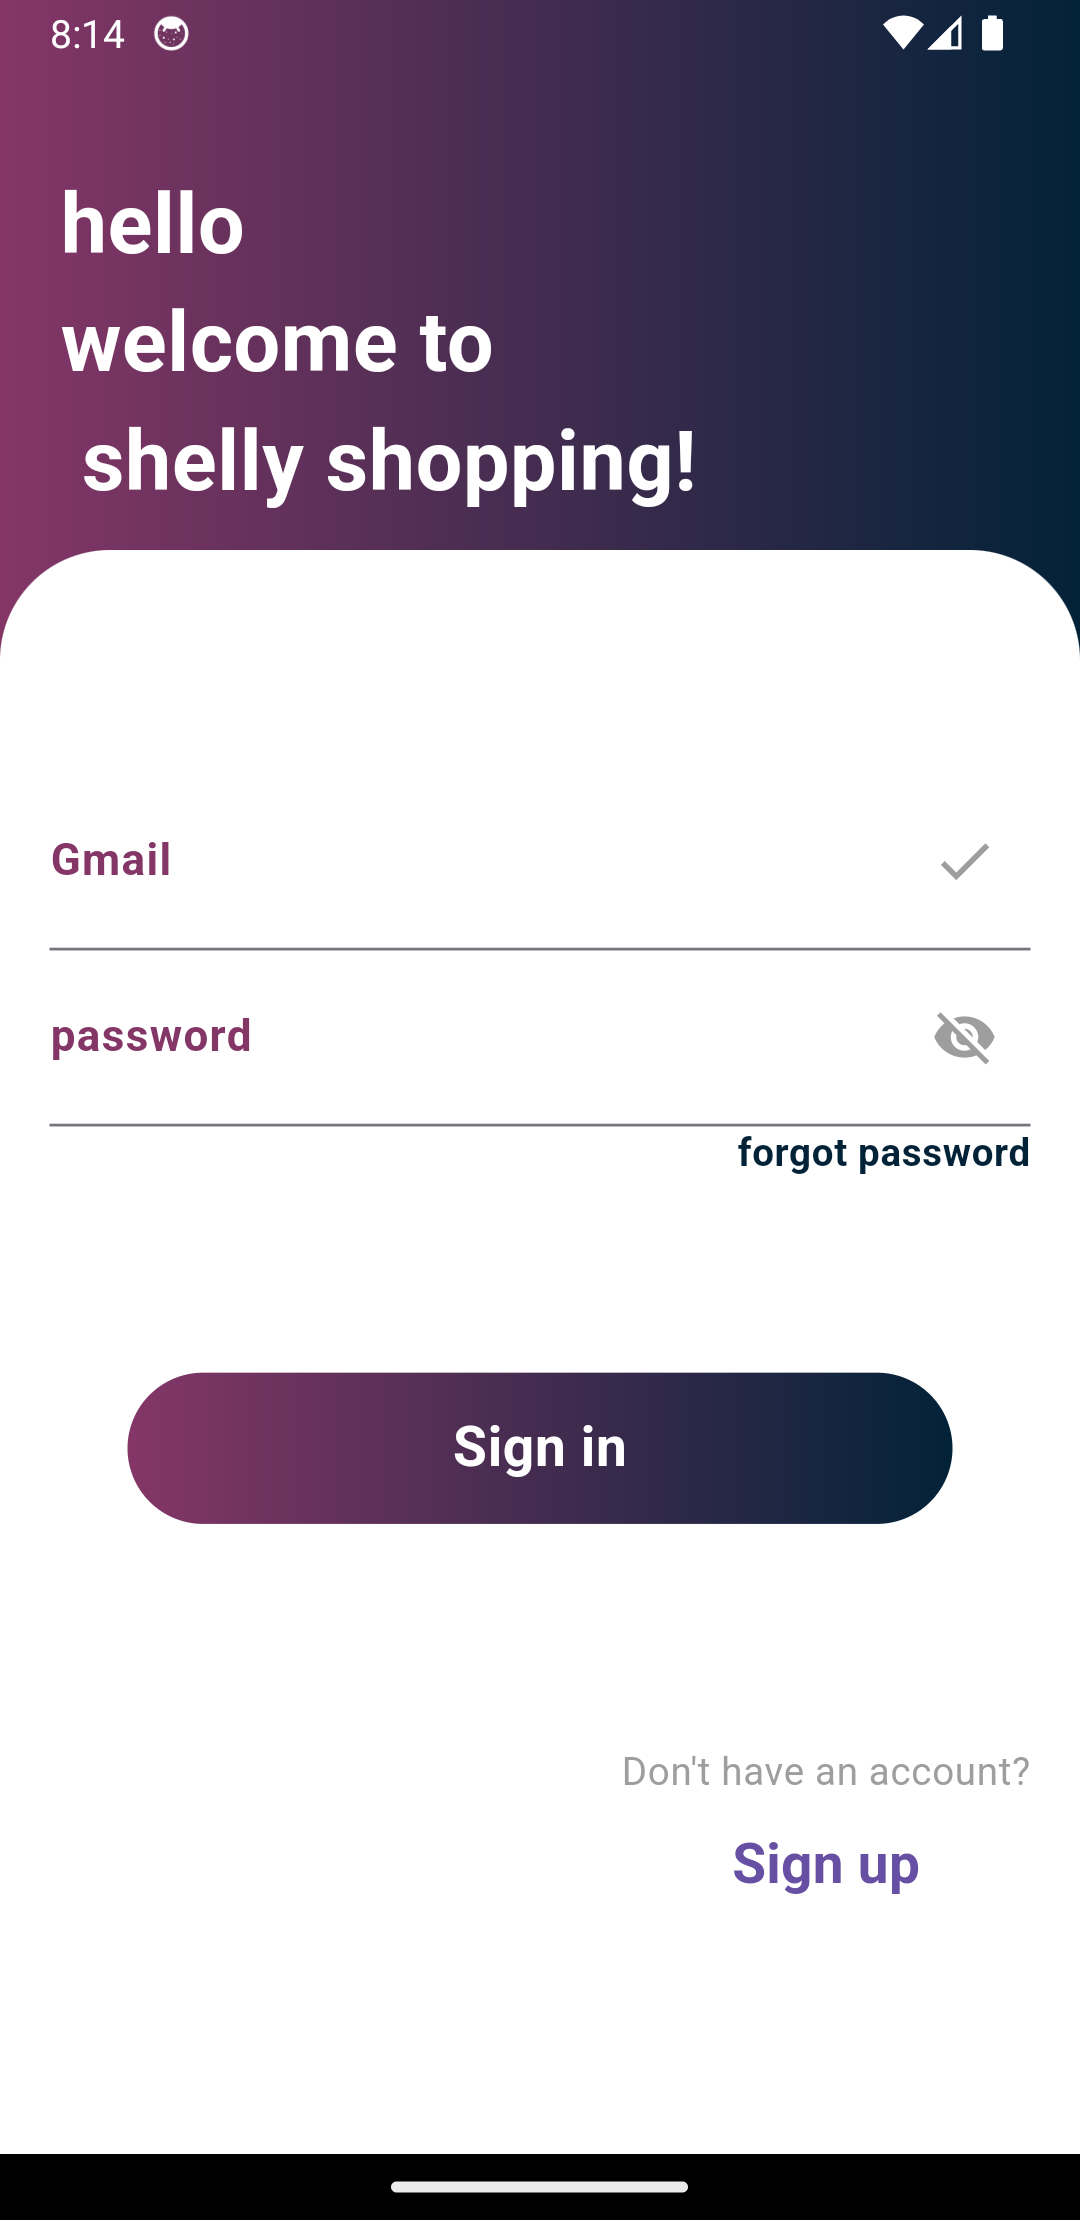 8:14
hello
welcome to
shelly shopping!
Gmail
password
forgot password
Sign in
Don't have an account?
Sign up